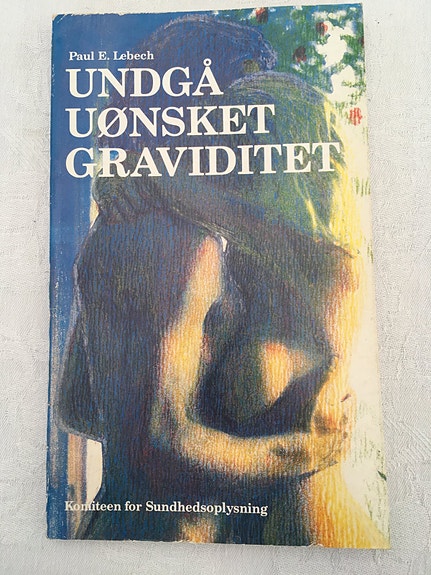 Paul E. Lebech
UNDGÅ
UØNSKET
GRAVIDITET
Komiteen for Sundhedsoplysning